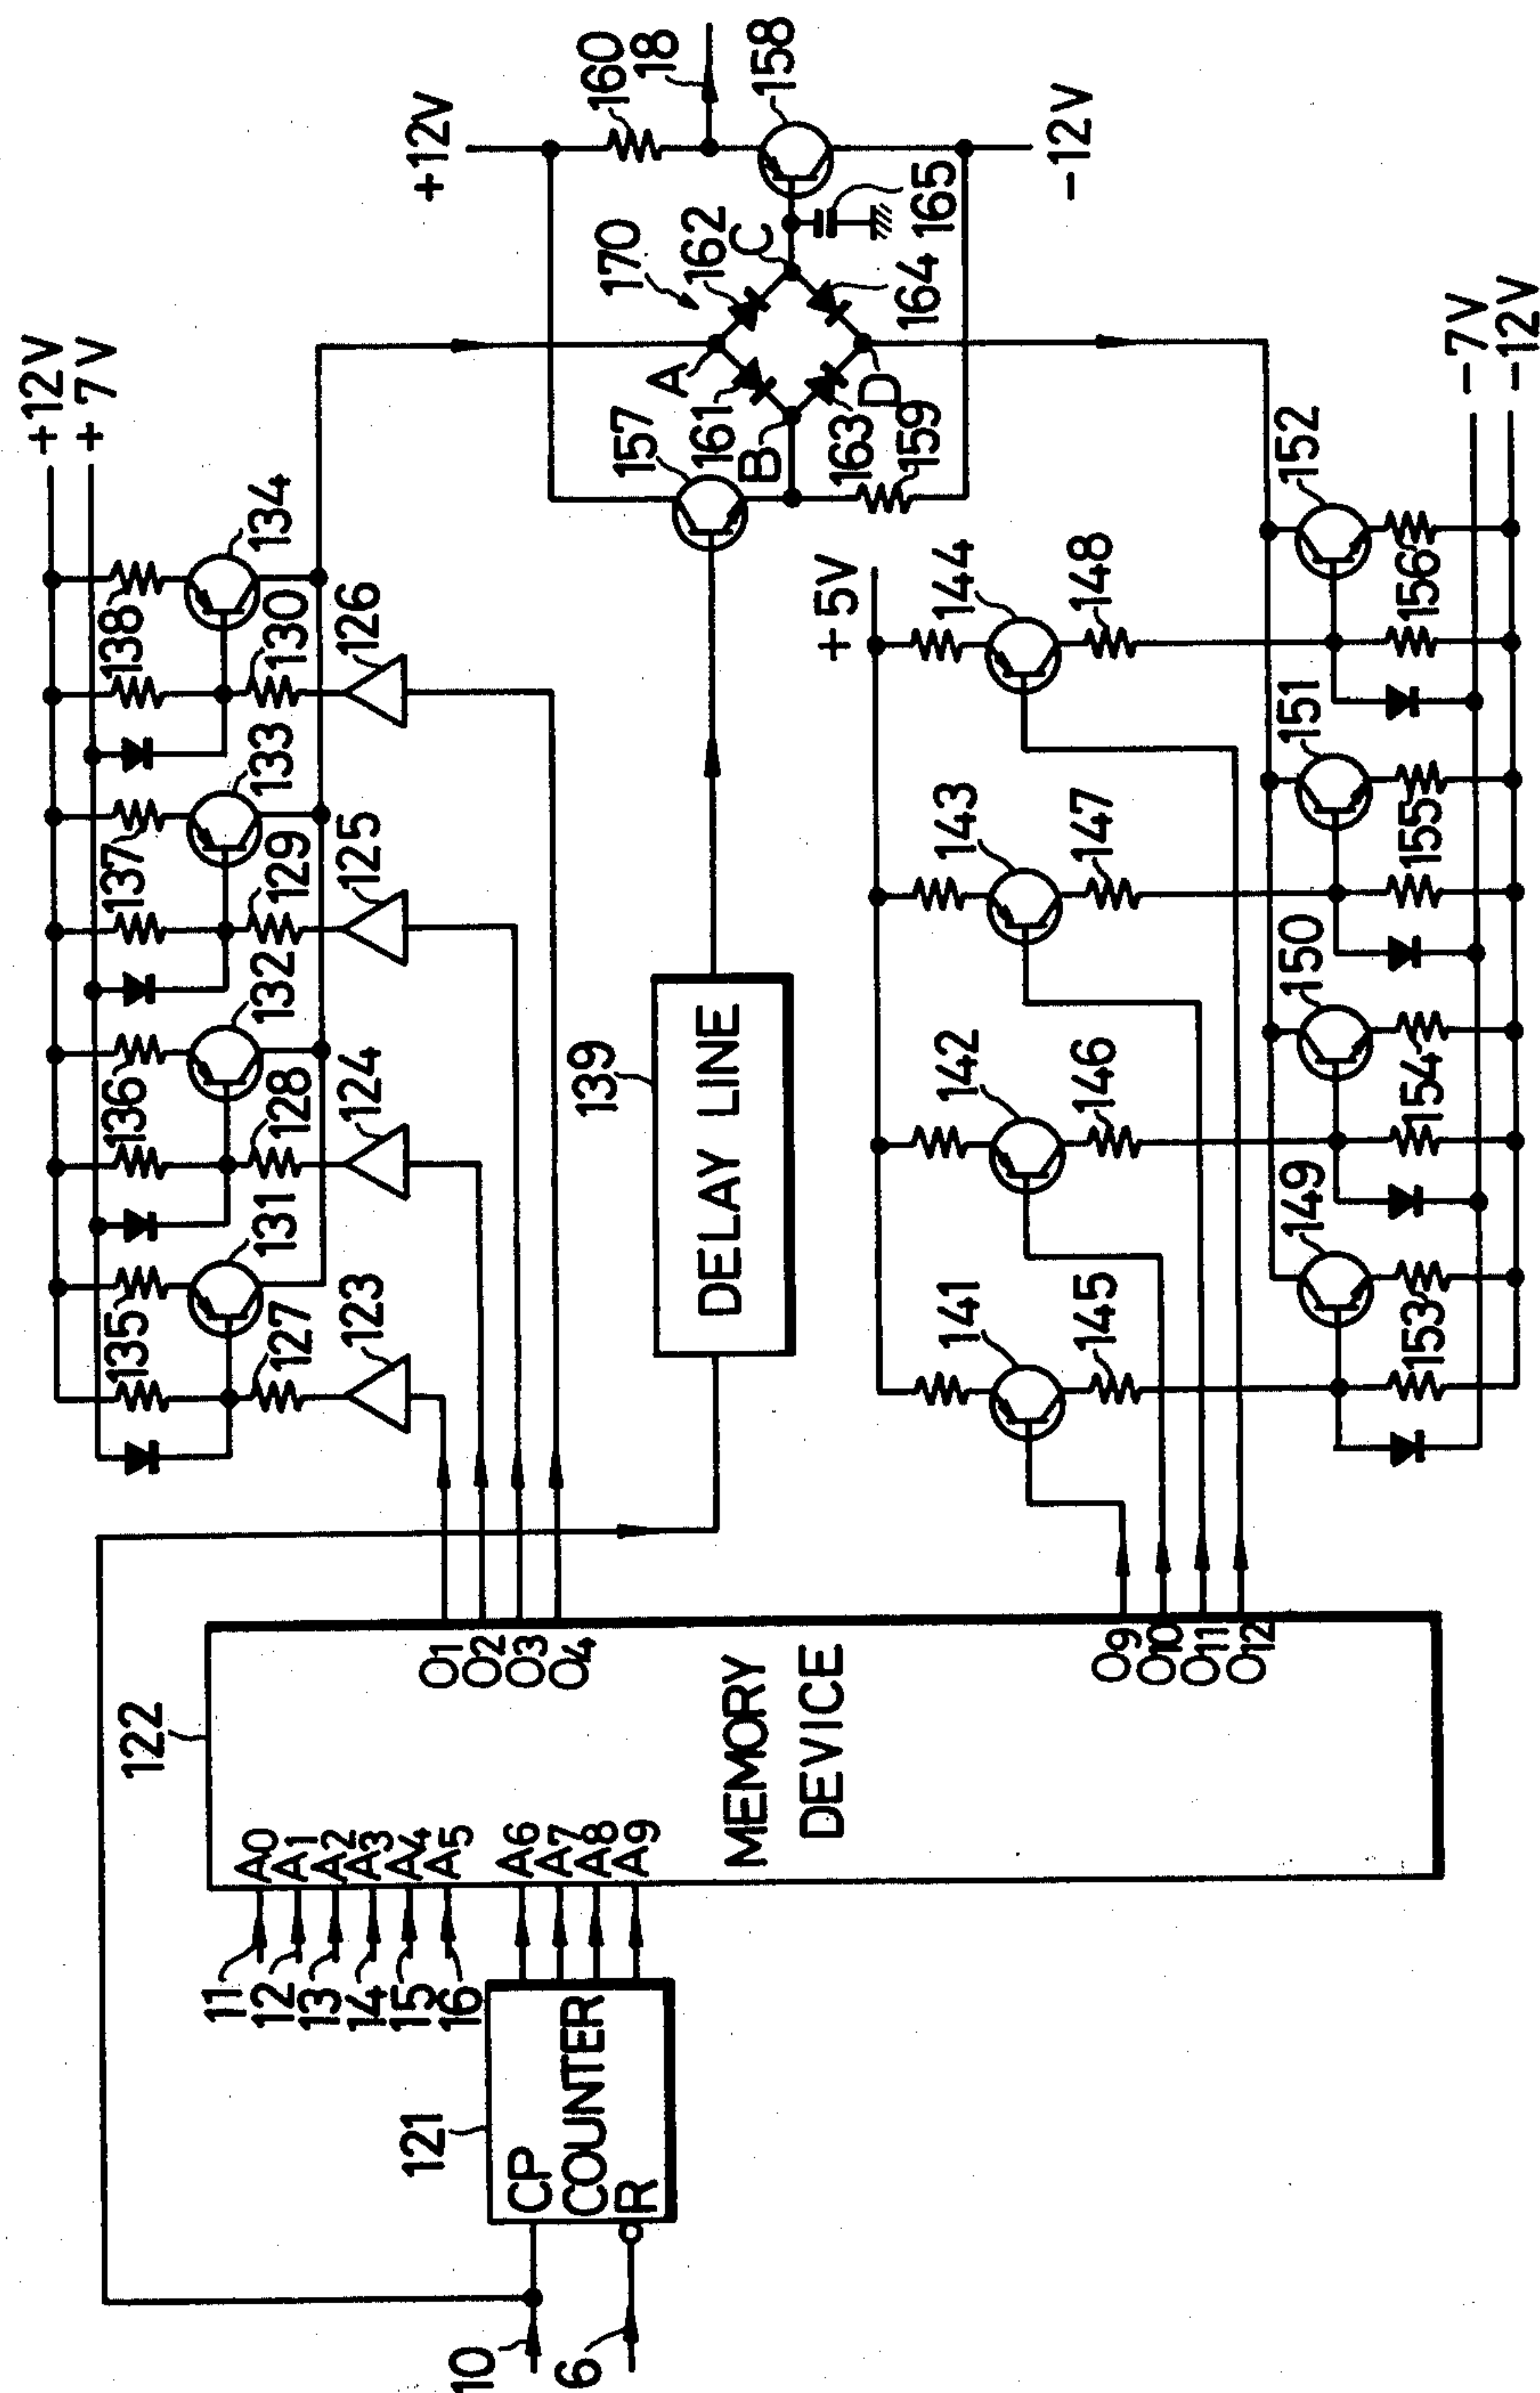 +12V
+7V
138
134
130
126
137
133
129
125
136
132
128
124
135
131
127
123
+12V
160
18
158
-12V
170
162
C
165
164
A
161
B
163
D
159
157
139
DELAY LINE
+5V
144
148
143
147
142
146
141
145
152
156
151
155
150
154
149
153
-7V
-12V
122
MEMORY
DEVICE
O1
O2
O3
O4
O9
O10
O11
O12
A0
A1
A2
A3
A4
A5
A6
A7
A8
A9
11
12
13
14
15
16
121
CP
COUNTER
R
10
6